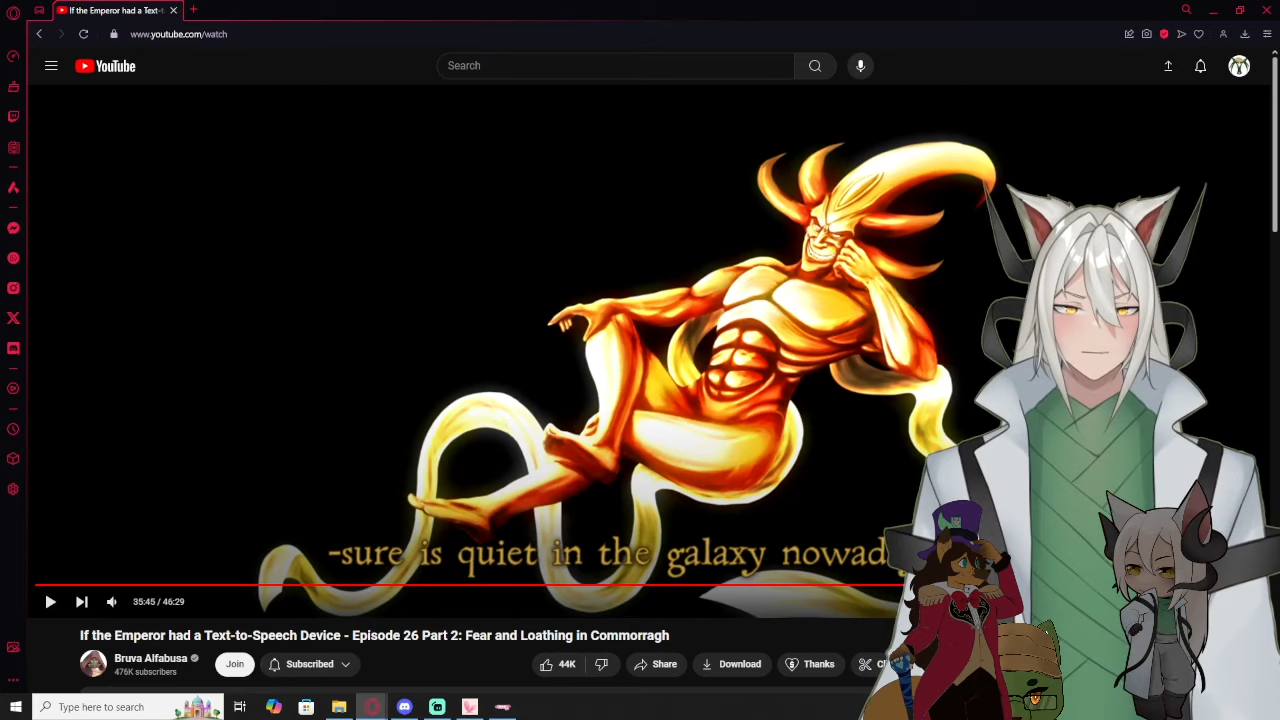 If the Emperor had a Text-t
www.youtube.com/watch
YouTube
Search
-sure is quiet in the galaxy
35:45 / 46:29
If the Emperor had a Text-to-Speech Device - Episode 26 Part 2: Fear and Loathing in Commorragh
Bruva Alfabusa
476K subscribers
Join
Subscribed
44K
Share
Download
Thanks
Type here to search